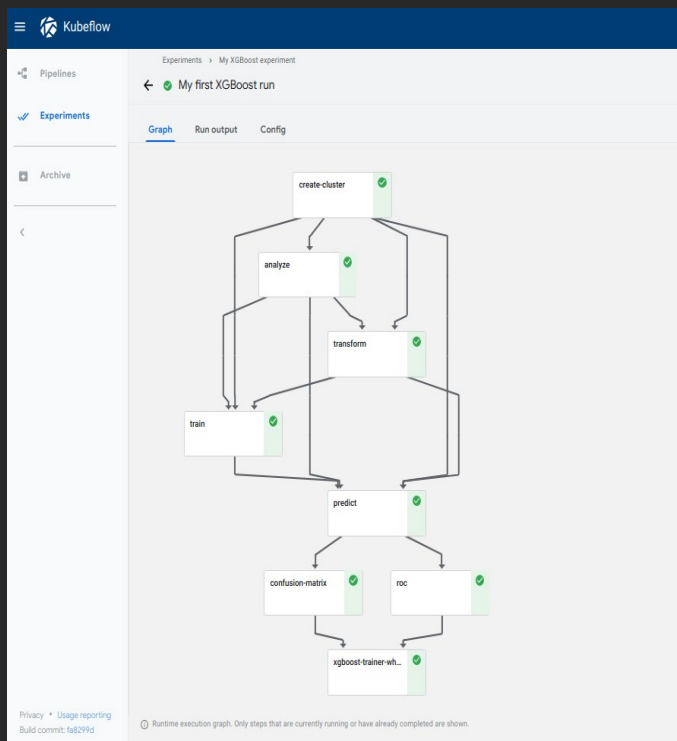 Kubeflow
Pipelines
Experiments
Archive
Experiments > My XGBoost experiment
My first XGBoost run
Graph Run output Config
create-cluster
analyze
transform
train
predict
confusion-matrix roc
xgboost-trainer-wh...
Privacy • Usage reporting
Build commit: fa8299d
Runtime execution graph. Only steps that are currently running or have already completed are shown.